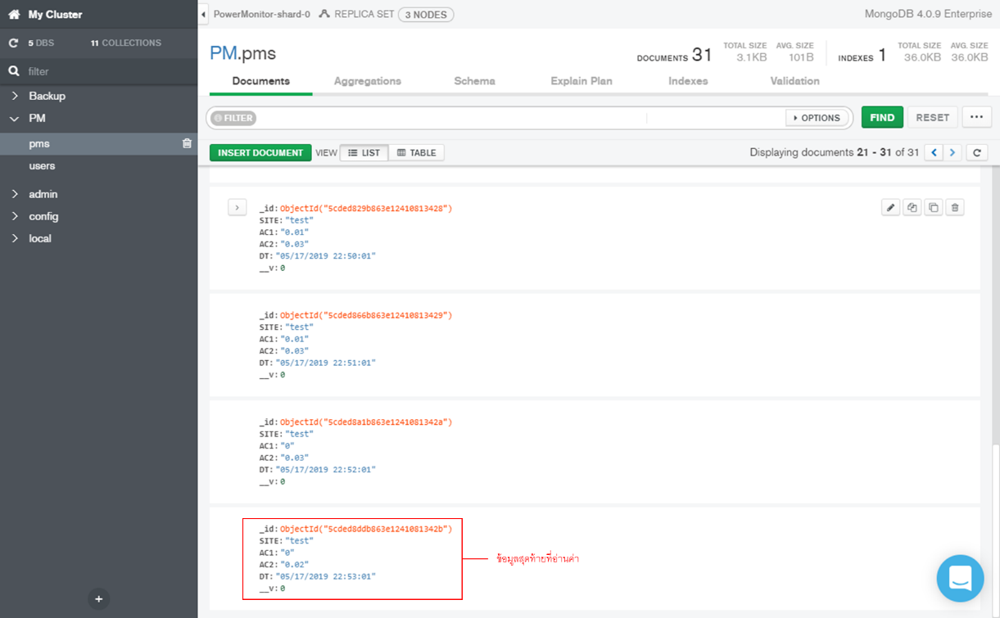 My Cluster
PowerMonitor-shard-0 REPLICA SET 3 NODES
MongoDB 4.0.9 Enterprise
5 DBS 11 COLLECTIONS
filter
Backup
PM
pms
users
admin
config
local
PM.pms
DOCUMENTS 31 TOTAL SIZE 3.1KB AVG. SIZE 101B INDEXES 1 TOTAL SIZE 36.0KB AVG. SIZE 36.0KB
Documents Aggregations Schema Explain Plan Indexes Validation
FILTER OPTIONS FIND RESET ...
INSERT DOCUMENT VIEW LIST TABLE Displaying documents 21 - 31 of 31
_id: ObjectId("5cded829b863e12410813428")
SITE: "test"
AC1: "0.01"
AC2: "0.03"
DT: "05/17/2019 22:50:01"
__v: 0
_id: ObjectId("5cded866b863e12410813429")
SITE: "test"
AC1: "0.01"
AC2: "0.03"
DT: "05/17/2019 22:51:01"
__v: 0
_id: ObjectId("5cded8a1b863e1241081342a")
SITE: "test"
AC1: "0"
AC2: "0.03"
DT: "05/17/2019 22:52:01"
__v: 0
_id: ObjectId("5cded8ddb863e1241081342b")
SITE: "test"
AC1: "0"
AC2: "0.02"
DT: "05/17/2019 22:53:01"
__v: 0
ข้อมูลสุดท้ายที่อ่านค่า